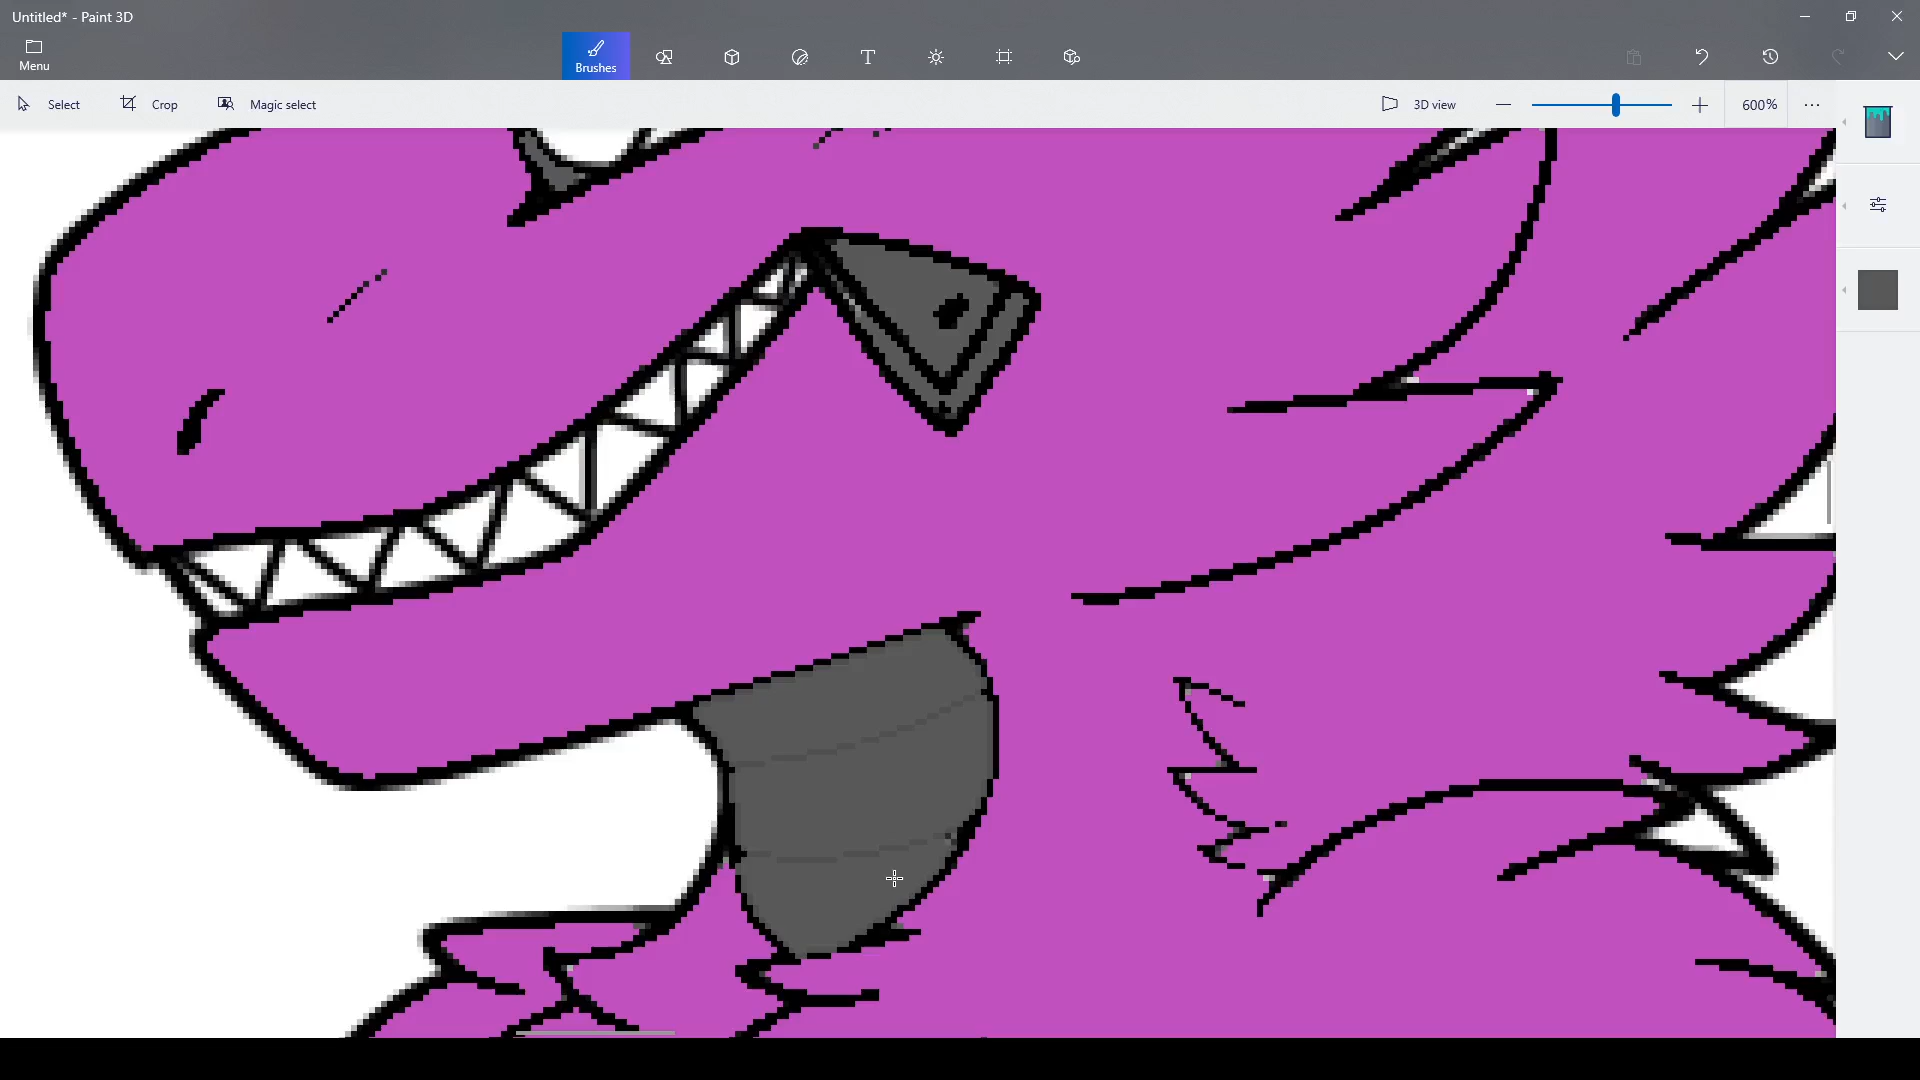 Untitled* - Paint 3D
Menu
Brushes
Select
Crop
Magic select
3D view
600%